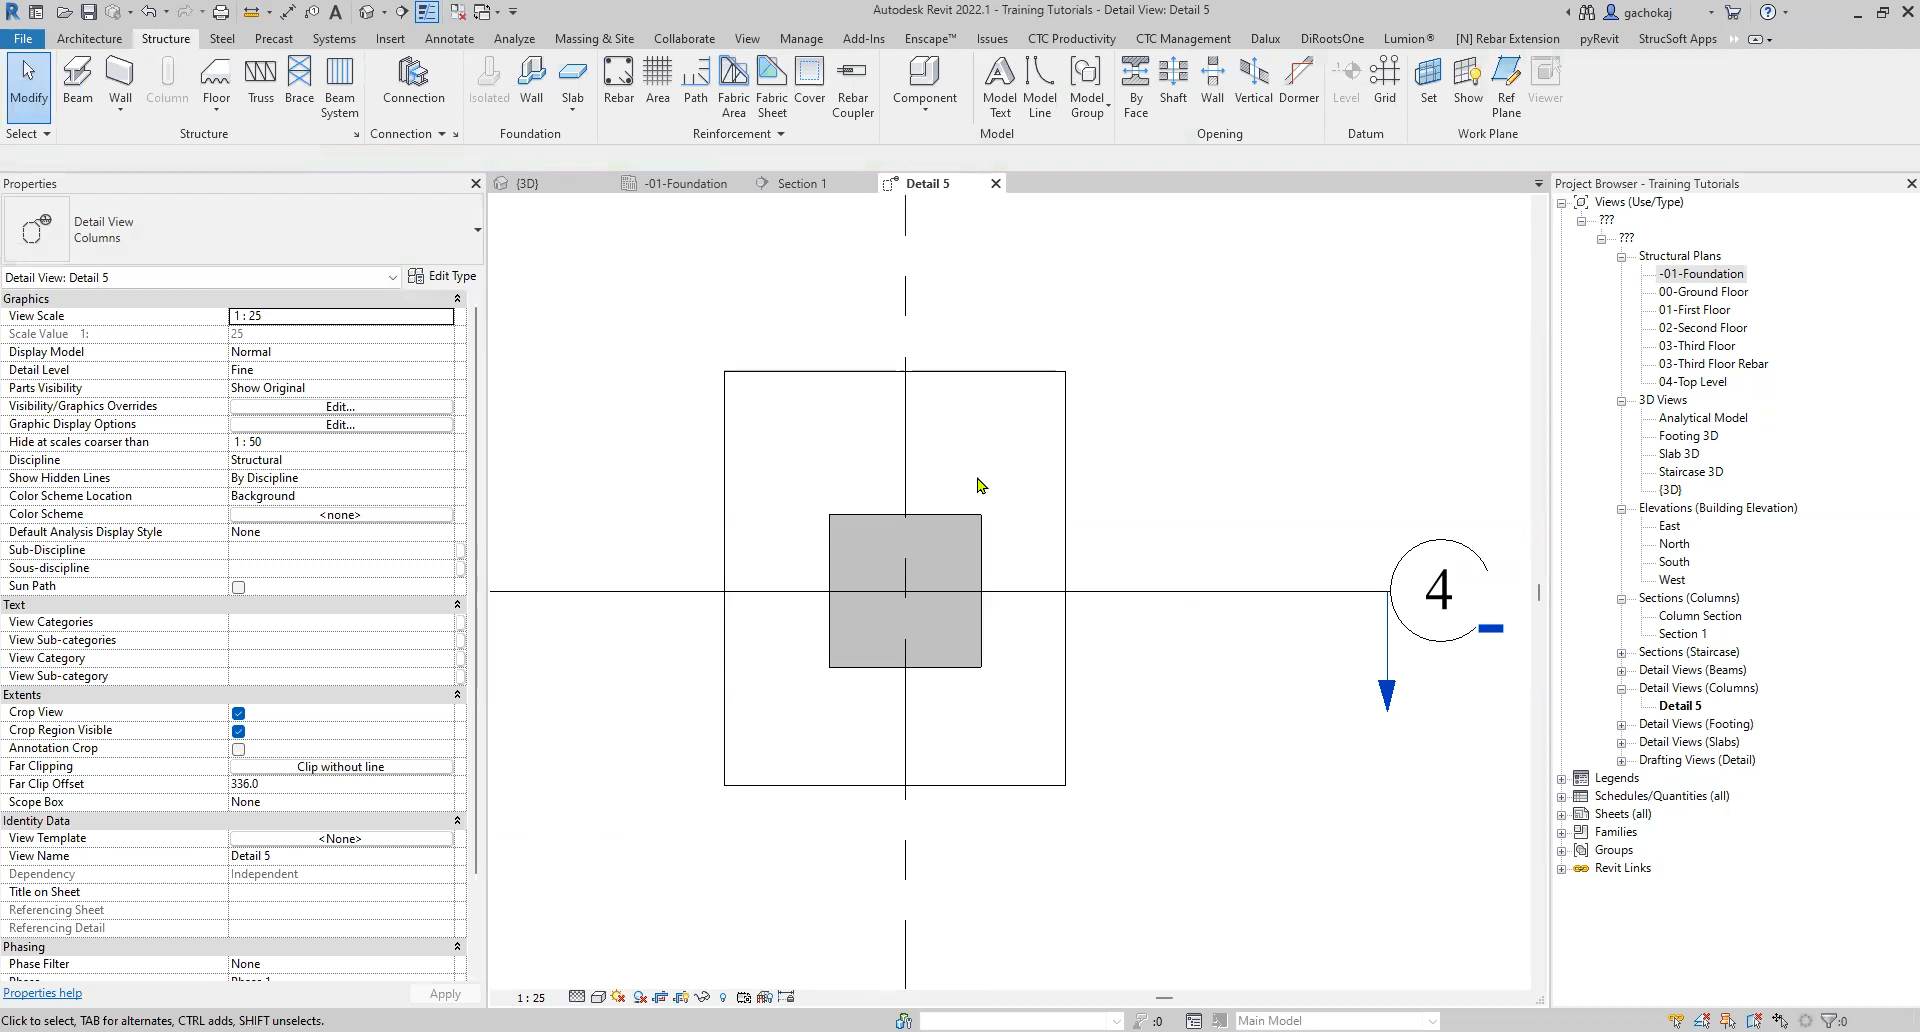 Autodesk Revit 2022.1 - Training Tutorials - Detail View: Detail 5
gachokaj
File Architecture Structure Steel Precast Systems Insert Annotate Analyze Massing & Site Collaborate View Manage Add-Ins Enscape™ Issues CTC Productivity CTC Management Dalux DiRootsOne Lumion® [N] Rebar Extension pyRevit StrucSoft Apps
Modify Beam Wall Column Floor Truss Brace Beam System Connection Isolated Wall Slab Rebar Area Path Fabric Area Fabric Sheet Cover Rebar Coupler Component Model Text Model Line Model Group By Face Shaft Wall Vertical Dormer Level Grid Set Show Ref Plane Viewer
Select Structure Connection Foundation Reinforcement Model Opening Datum Work Plane
Properties
Detail View
Columns
Detail View: Detail 5 Edit Type
Graphics
View Scale 1 : 25
Scale Value 1: 25
Display Model Normal
Detail Level Fine
Parts Visibility Show Original
Visibility/Graphics Overrides Edit...
Graphic Display Options Edit...
Hide at scales coarser than 1 : 50
Discipline Structural
Show Hidden Lines By Discipline
Color Scheme Location Background
Color Scheme <none>
Default Analysis Display Style None
Sub-Discipline
Sous-discipline
Sun Path
Text
View Categories
View Sub-categories
View Category
View Sub-category
Extents
Crop View
Crop Region Visible
Annotation Crop
Far Clipping Clip without line
Far Clip Offset 336.0
Scope Box None
Identity Data
View Template <None>
View Name Detail 5
Dependency Independent
Title on Sheet
Referencing Sheet
Referencing Detail
Phasing
Phase Filter None
Properties help Apply
{3D} -01-Foundation Section 1 Detail 5
4
1 : 25
Project Browser - Training Tutorials
Views (Use/Type)
???
???
Structural Plans
-01-Foundation
00-Ground Floor
01-First Floor
02-Second Floor
03-Third Floor
03-Third Floor Rebar
04-Top Level
3D Views
Analytical Model
Footing 3D
Slab 3D
Staircase 3D
{3D}
Elevations (Building Elevation)
East
North
South
West
Sections (Columns)
Column Section
Section 1
Sections (Staircase)
Detail Views (Beams)
Detail Views (Columns)
Detail 5
Detail Views (Footing)
Detail Views (Slabs)
Drafting Views (Detail)
Legends
Schedules/Quantities (all)
Sheets (all)
Families
Groups
Revit Links
Click to select, TAB for alternates, CTRL adds, SHIFT unselects. :0 Main Model :0